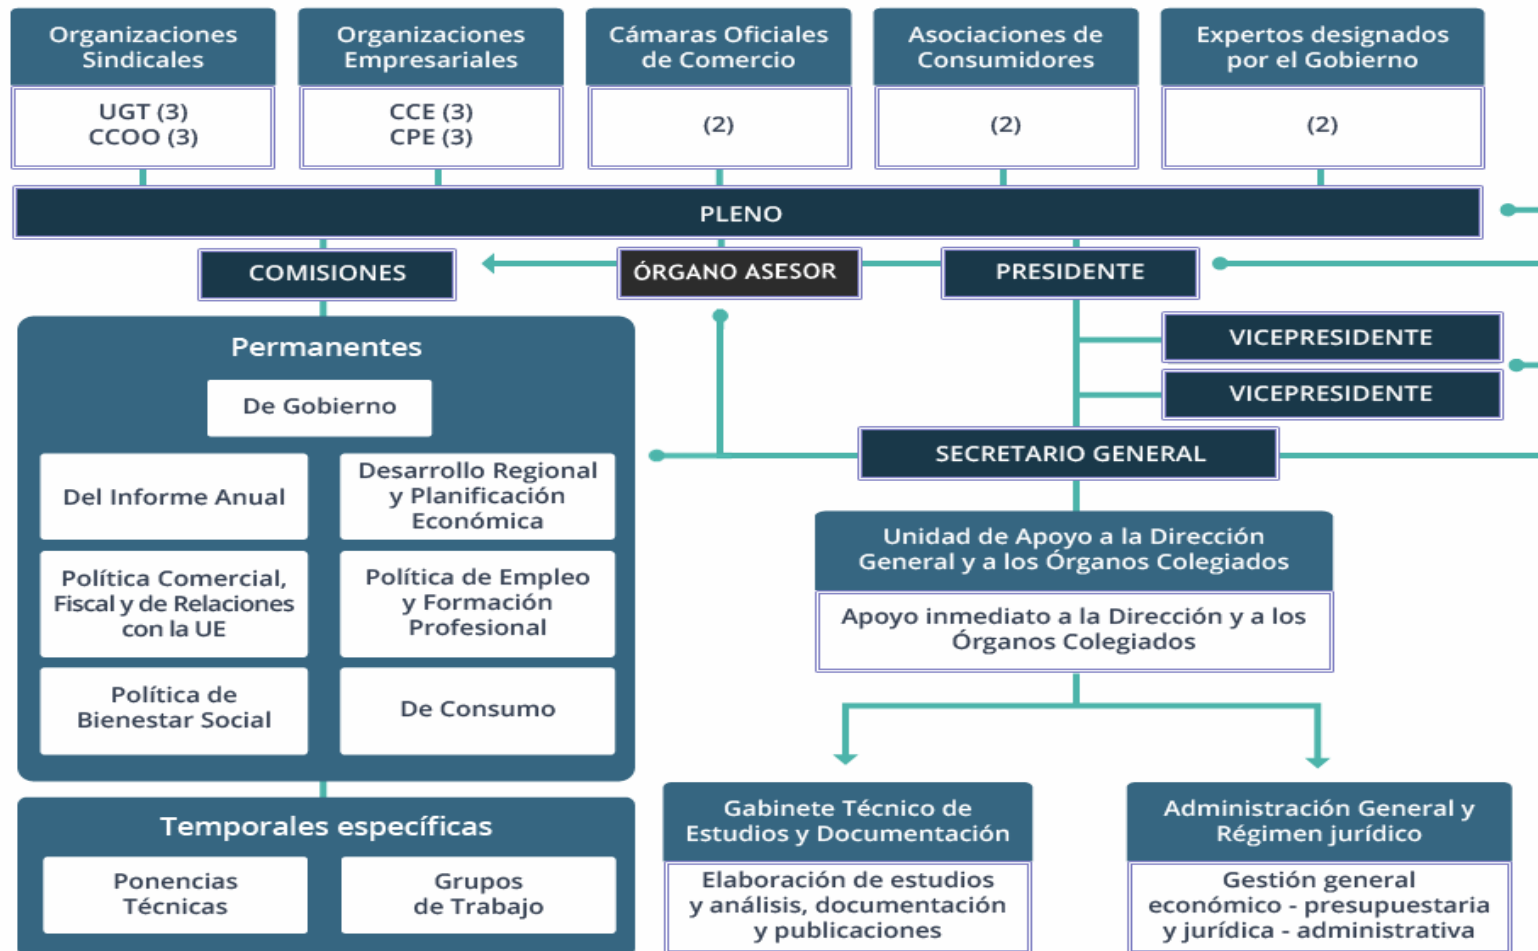 Organizaciones
Sindicales
UGT (3)
CCOO (3)
Organizaciones
Empresariales
CCE (3)
CPE (3)
Cámaras Oficiales
de Comercio
(2)
Asociaciones de
Consumidores
(2)
Expertos designados
por el Gobierno
(2)
PLENO
COMISIONES
ÓRGANO ASESOR
PRESIDENTE
VICEPRESIDENTE
VICEPRESIDENTE
SECRETARIO GENERAL
Permanentes
De Gobierno
Del Informe Anual
Desarrollo Regional
y Planificación
Económica
Política Comercial,
Fiscal y de Relaciones
con la UE
Política de Empleo
y Formación
Profesional
Política de
Bienestar Social
De Consumo
Temporales específicas
Ponencias
Técnicas
Grupos
de Trabajo
Unidad de Apoyo a la Dirección
General y a los Órganos Colegiados
Apoyo inmediato a la Dirección y a los
Órganos Colegiados
Gabinete Técnico de
Estudios y Documentación
Elaboración de estudios
y análisis, documentación
y publicaciones
Administración General y
Régimen jurídico
Gestión general
económico - presupuestaria
y jurídica - administrativa